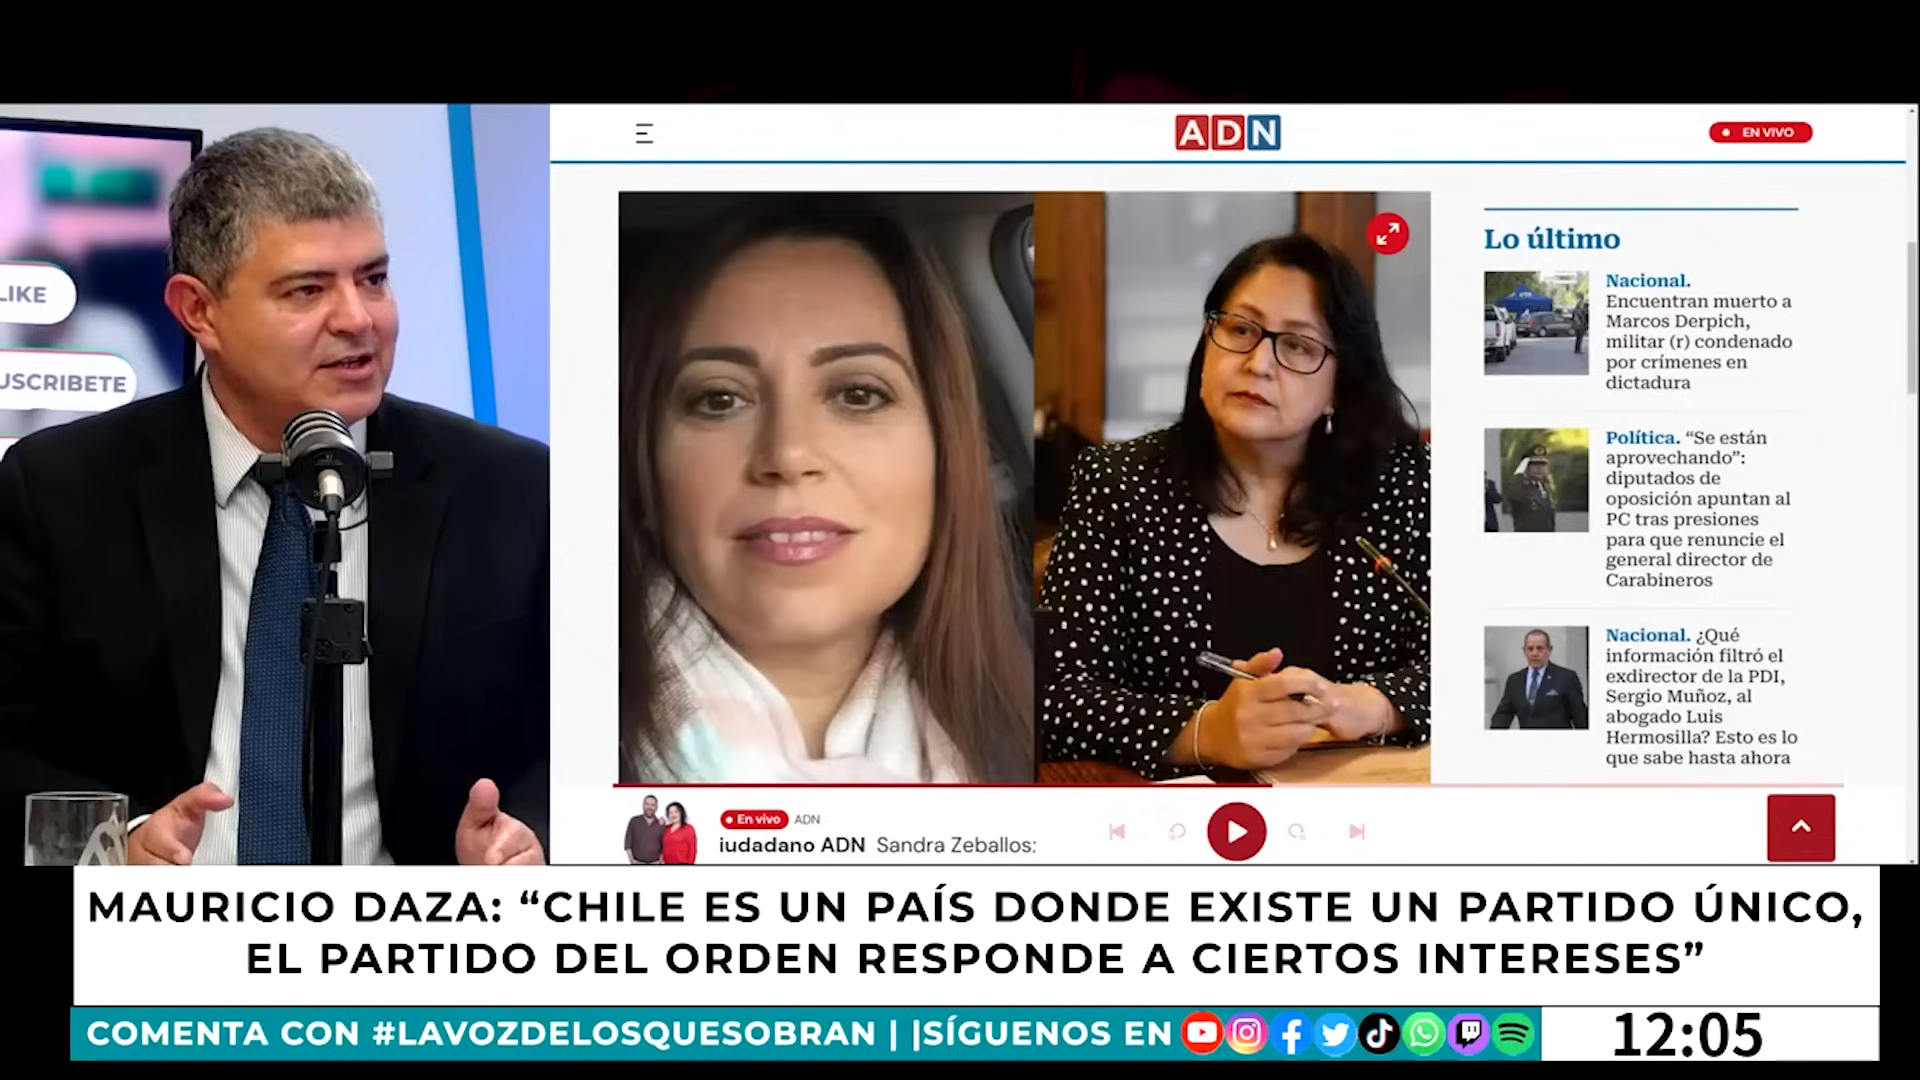 LIKE
USCRIBETE
ADN
EN VIVO
Lo último
Nacional.
Encuentran muerto a
Marcos Derpich,
militar (r) condenado
por crímenes en
dictadura
Política. “Se están
aprovechando”:
diputados de
oposición apuntan al
PC tras presiones
para que renuncie el
general director de
Carabineros
Nacional. ¿Qué
información filtró el
exdirector de la PDI,
Sergio Muñoz, al
abogado Luis
Hermosilla? Esto es lo
que sabe hasta ahora
En vivo ADN
iudadano ADN Sandra Zeballos:
MAURICIO DAZA: “CHILE ES UN PAÍS DONDE EXISTE UN PARTIDO ÚNICO,
EL PARTIDO DEL ORDEN RESPONDE A CIERTOS INTERESES”
COMENTA CON #LAVOZDELOSQUESOBRAN | |SÍGUENOS EN
12:05